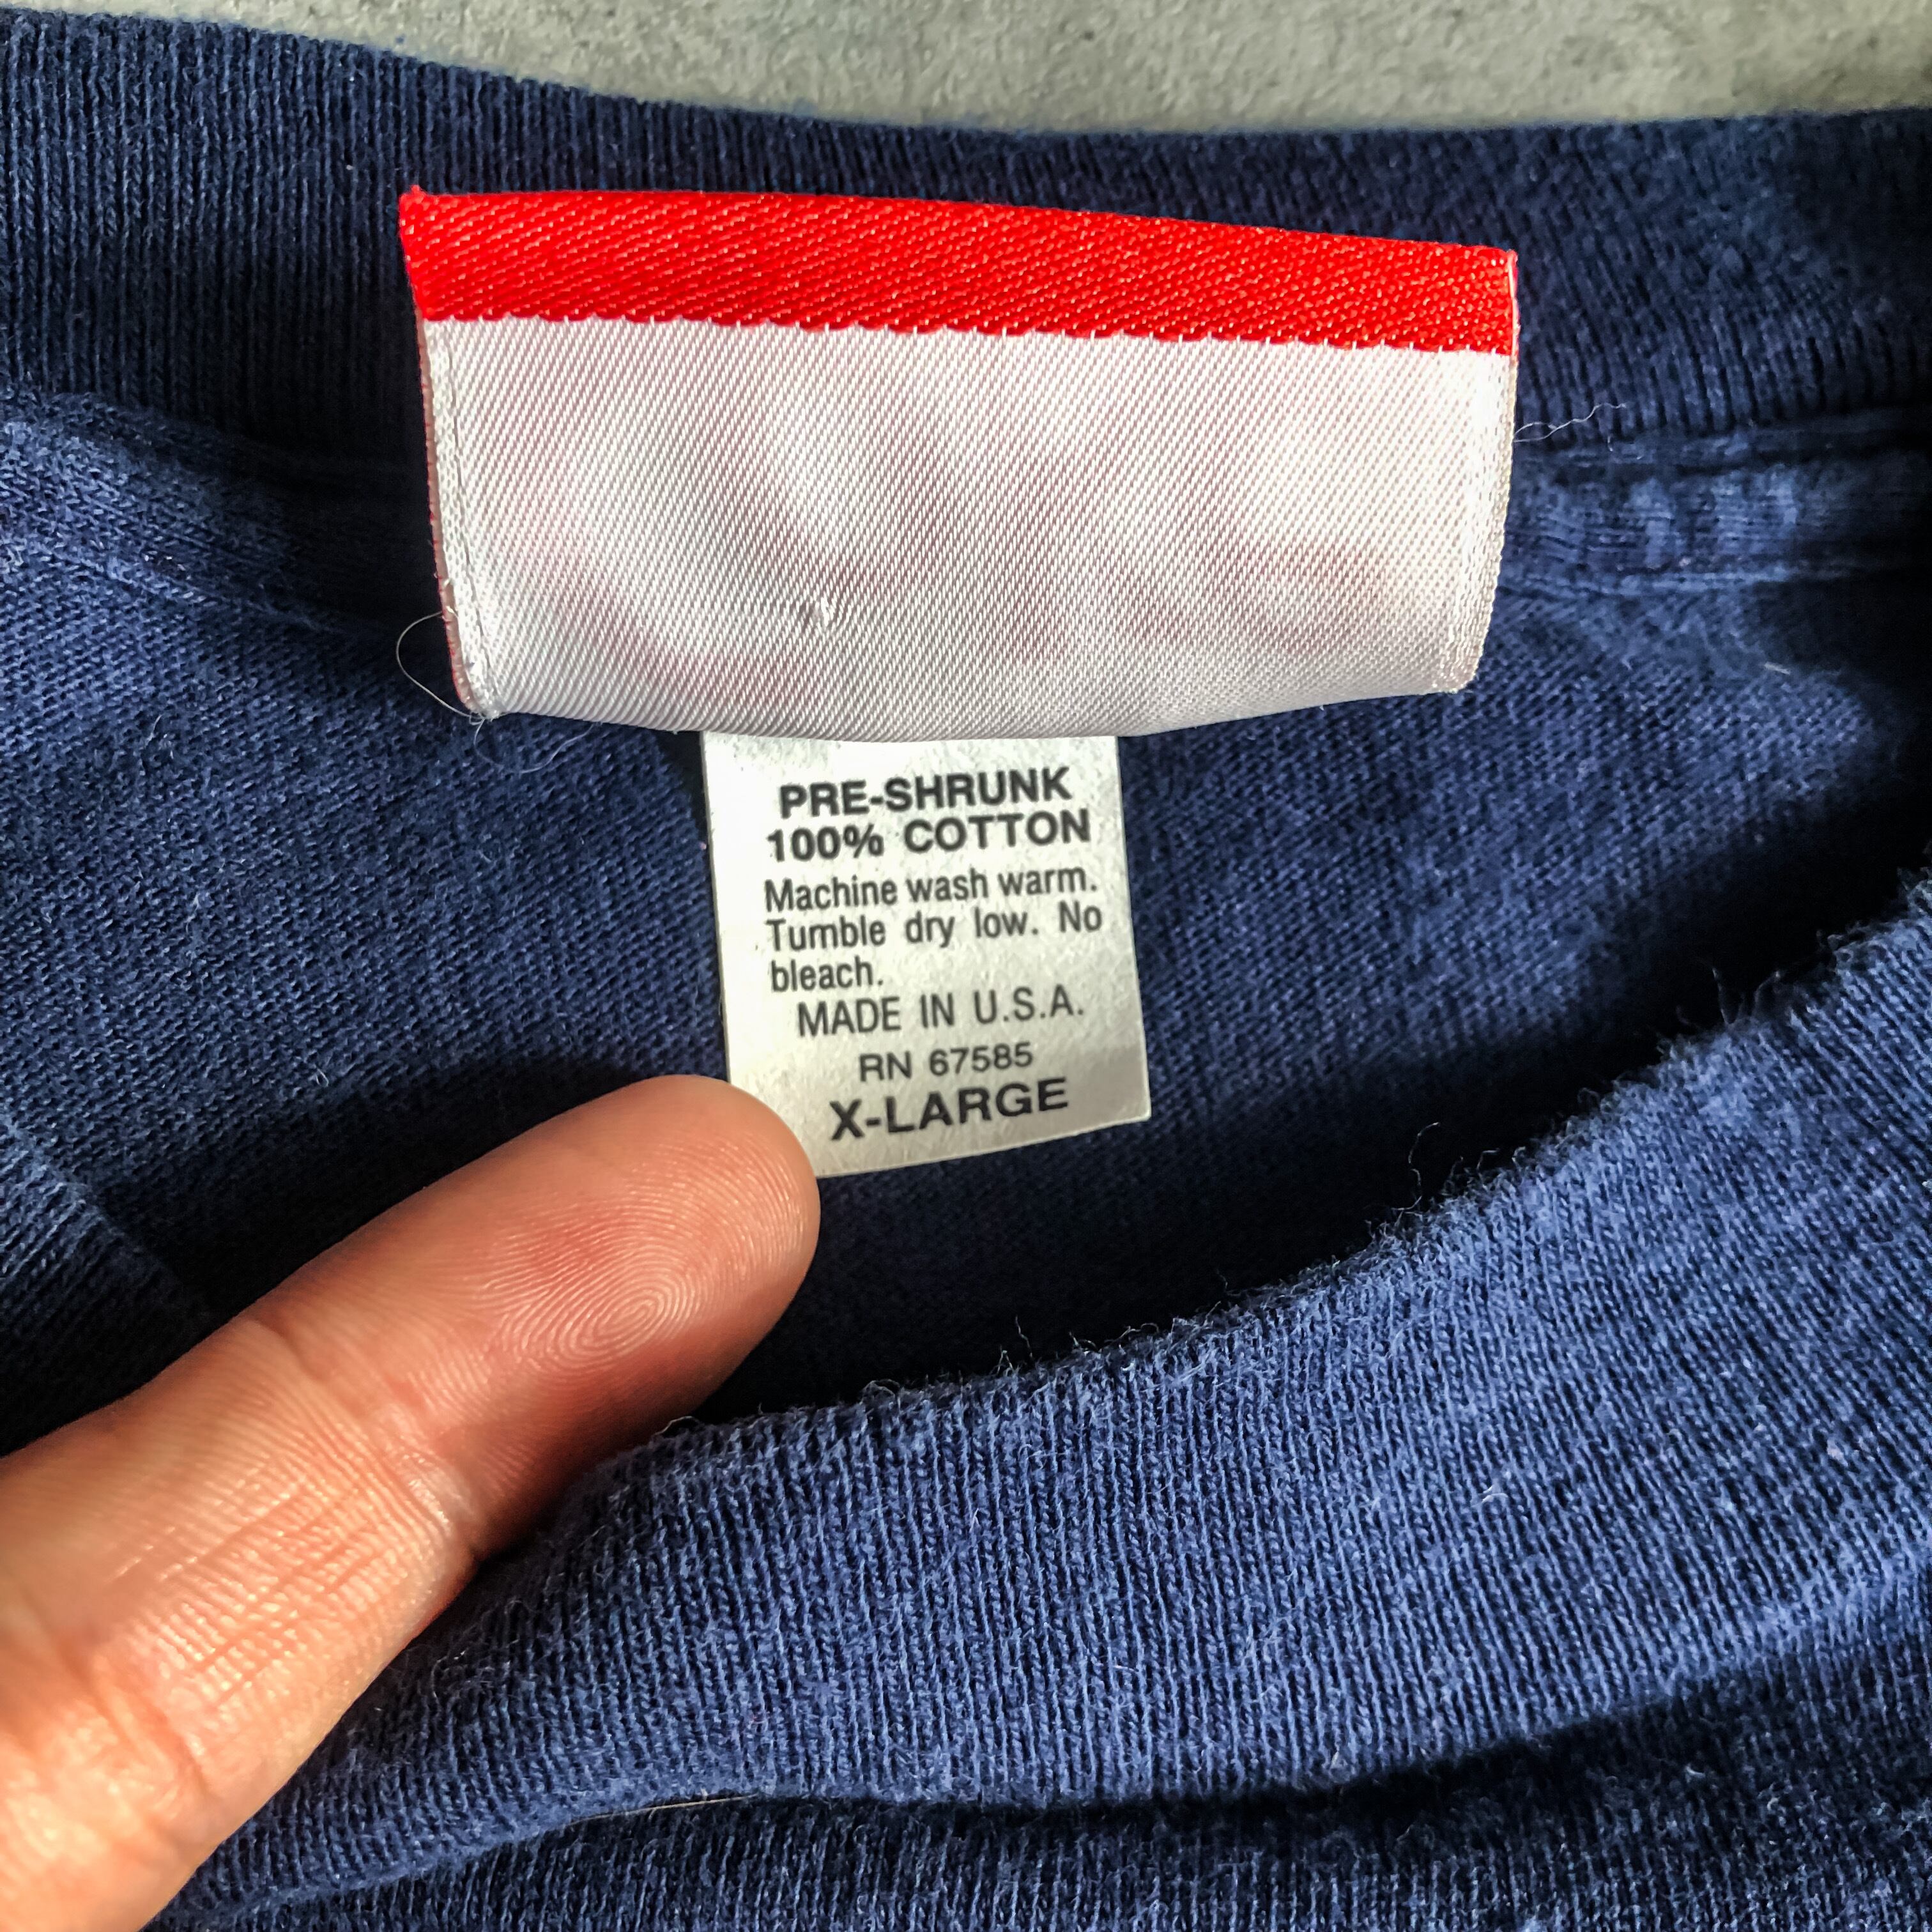 PRE-SHRUNK
100% COTTON
Machine wash warm.
Tumble dry low. No
bleach.
MADE IN U.S.A.
RN 67585
X-LARGE